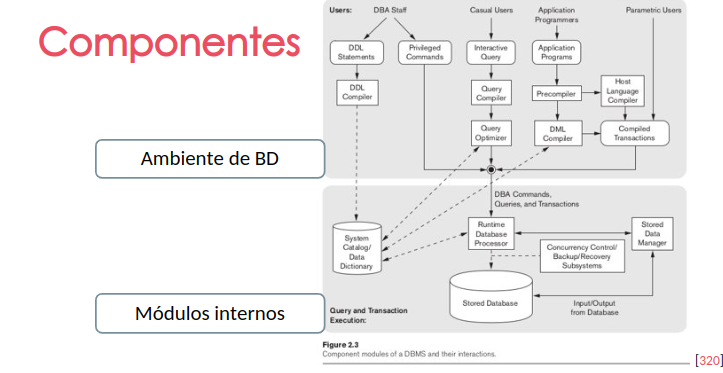 Componentes
Ambiente de BD
Módulos internos
Users: DBA Staff Casual Users Application Programmers Parametric Users
DDL
Statements
Privileged
Commands
Interactive
Query
Application
Programs
DDL
Compiler
Query
Compiler
Precompiler
Host
Language
Compiler
Query
Optimizer
DML
Compiler
Compiled
Transactions
DBA Commands,
Queries, and Transactions
System
Catalog/
Data
Dictionary
Runtime
Database
Processor
Stored
Data
Manager
Concurrency Control/
Backup/Recovery
Subsystems
Stored Database
Input/Output
from Database
Query and Transaction
Execution:
Figure 2.3
Component modules of a DBMS and their interactions.
[320]